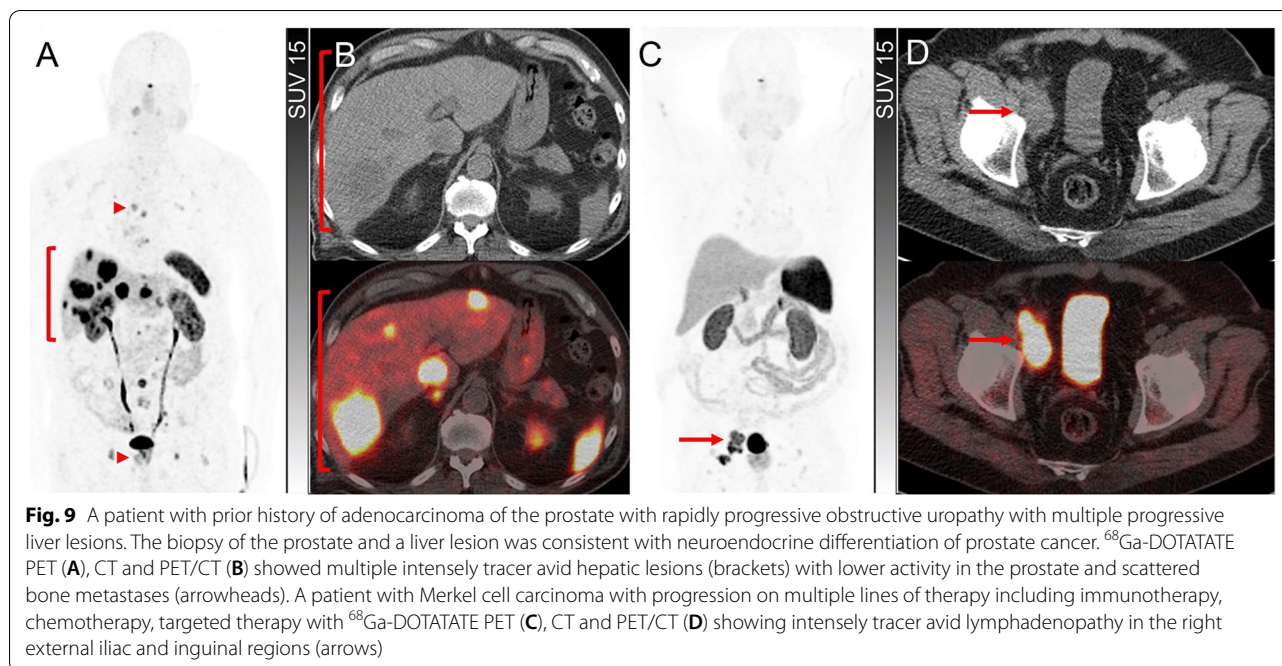 A
SUV 15
B
C
SUV 15
D
Fig. 9 A patient with prior history of adenocarcinoma of the prostate with rapidly progressive obstructive uropathy with multiple progressive
liver lesions. The biopsy of the prostate and a liver lesion was consistent with neuroendocrine differentiation of prostate cancer. ⁶⁸Ga-DOTATATE
PET (A), CT and PET/CT (B) showed multiple intensely tracer avid hepatic lesions (brackets) with lower activity in the prostate and scattered
bone metastases (arrowheads). A patient with Merkel cell carcinoma with progression on multiple lines of therapy including immunotherapy,
chemotherapy, targeted therapy with ⁶⁸Ga-DOTATATE PET (C), CT and PET/CT (D) showing intensely tracer avid lymphadenopathy in the right
external iliac and inguinal regions (arrows)